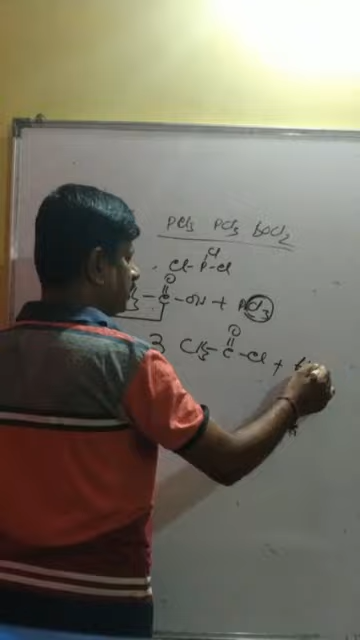 PCl3 PCl5 SOCl2
Cl
Cl-P-Cl
O
-C-OH + PCl3
O
3 CH3-C-Cl +